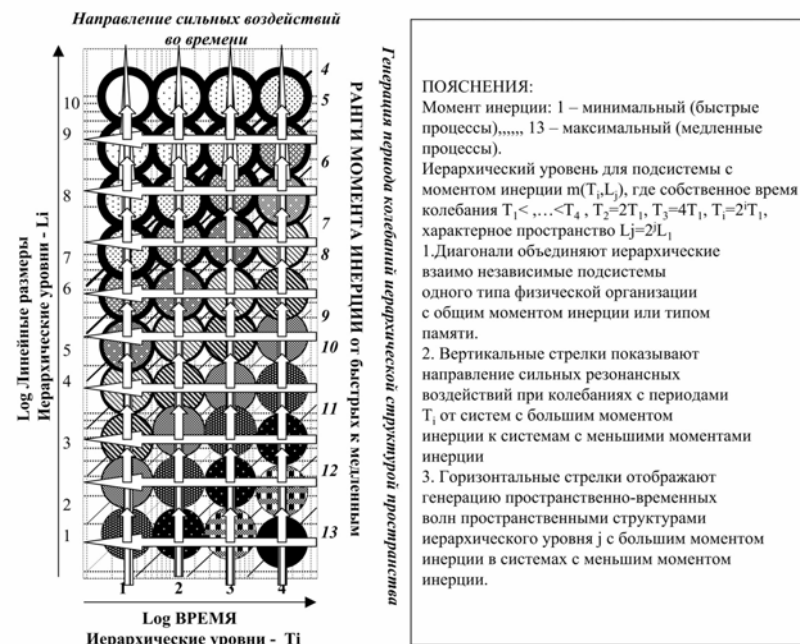 Направление сильных воздействий
во времени
Log Линейные размеры
Иерархические уровни - Li
10
9
8
7
6
5
4
3
2
1
4
5
6
7
8
9
10
11
12
13
РАНГИ МОМЕНТА ИНЕРЦИИ от быстрых к медленным
Генерация периода колебаний иерархической структурой пространства
1 2 3 4
Log ВРЕМЯ
Иерархические уровни - Ti
ПОЯСНЕНИЯ:
Момент инерции: 1 – минимальный (быстрые
процессы),,,,,, 13 – максимальный (медленные
процессы).
Иерархический уровень для подсистемы с
моментом инерции m(Tᵢ,Lⱼ), где собственное время
колебания T₁< ,…<T₄ , T₂=2T₁, T₃=4T₁, Tᵢ=2ⁱT₁,
характерное пространство Lj=2ʲL₁
1.Диагонали объединяют иерархические
взаимо независимые подсистемы
одного типа физической организации
с общим моментом инерции или типом
памяти.
2. Вертикальные стрелки показывают
направление сильных резонансных
воздействий при колебаниях с периодами
Tᵢ от систем с большим моментом
инерции к системам с меньшими моментами
инерции
3. Горизонтальные стрелки отображают
генерацию пространственно-временных
волн пространственными структурами
иерархического уровня j с большим моментом
инерции в системах с меньшим моментом
инерции.